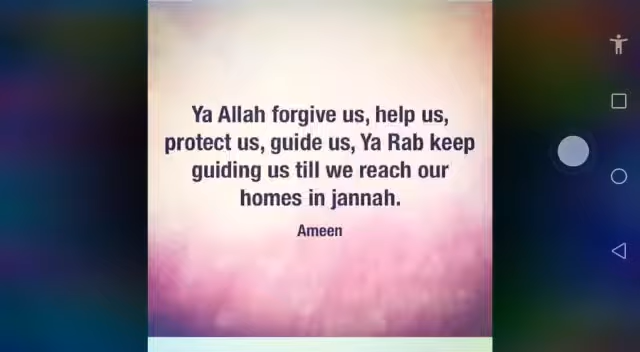 Ya Allah forgive us, help us,
protect us, guide us, Ya Rab keep
guiding us till we reach our
homes in jannah.
Ameen